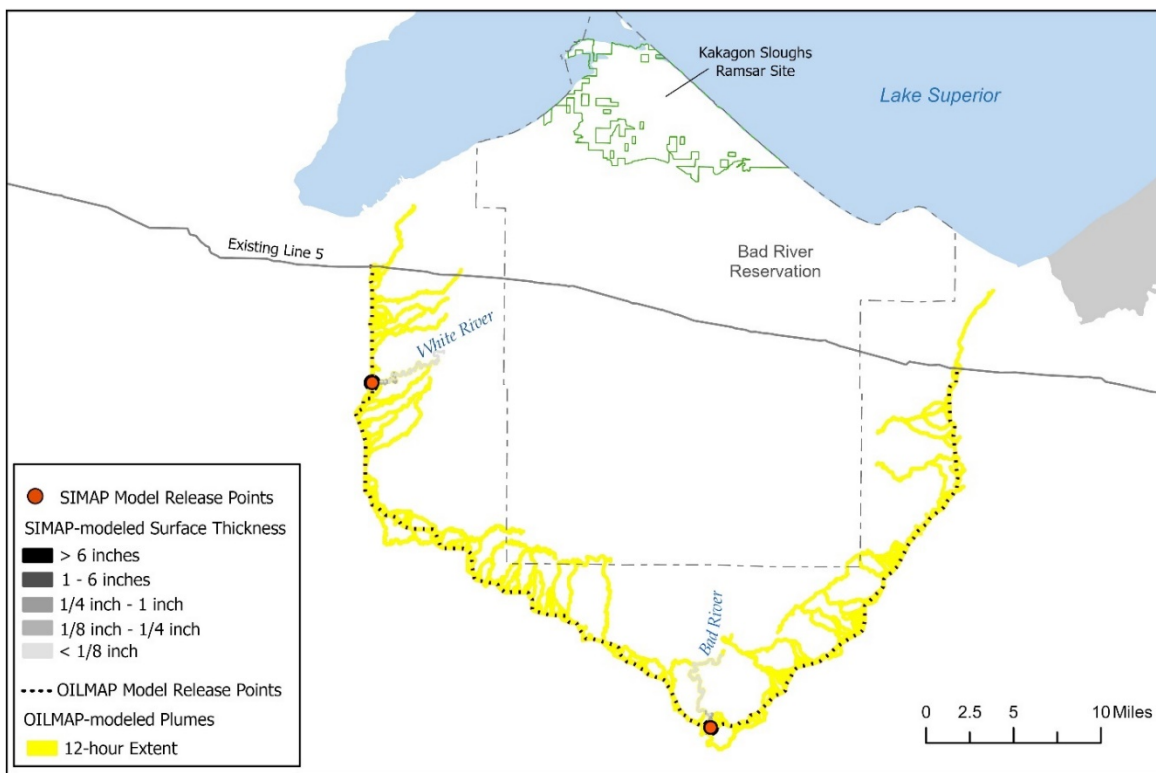 Kakagon Sloughs
Ramsar Site
Lake Superior
Existing Line 5
Bad River
Reservation
White River
Bad River
SIMAP Model Release Points
SIMAP-modeled Surface Thickness
> 6 inches
1 - 6 inches
1/4 inch - 1 inch
1/8 inch - 1/4 inch
< 1/8 inch
OILMAP Model Release Points
OILMAP-modeled Plumes
12-hour Extent
0 2.5 5 10 Miles